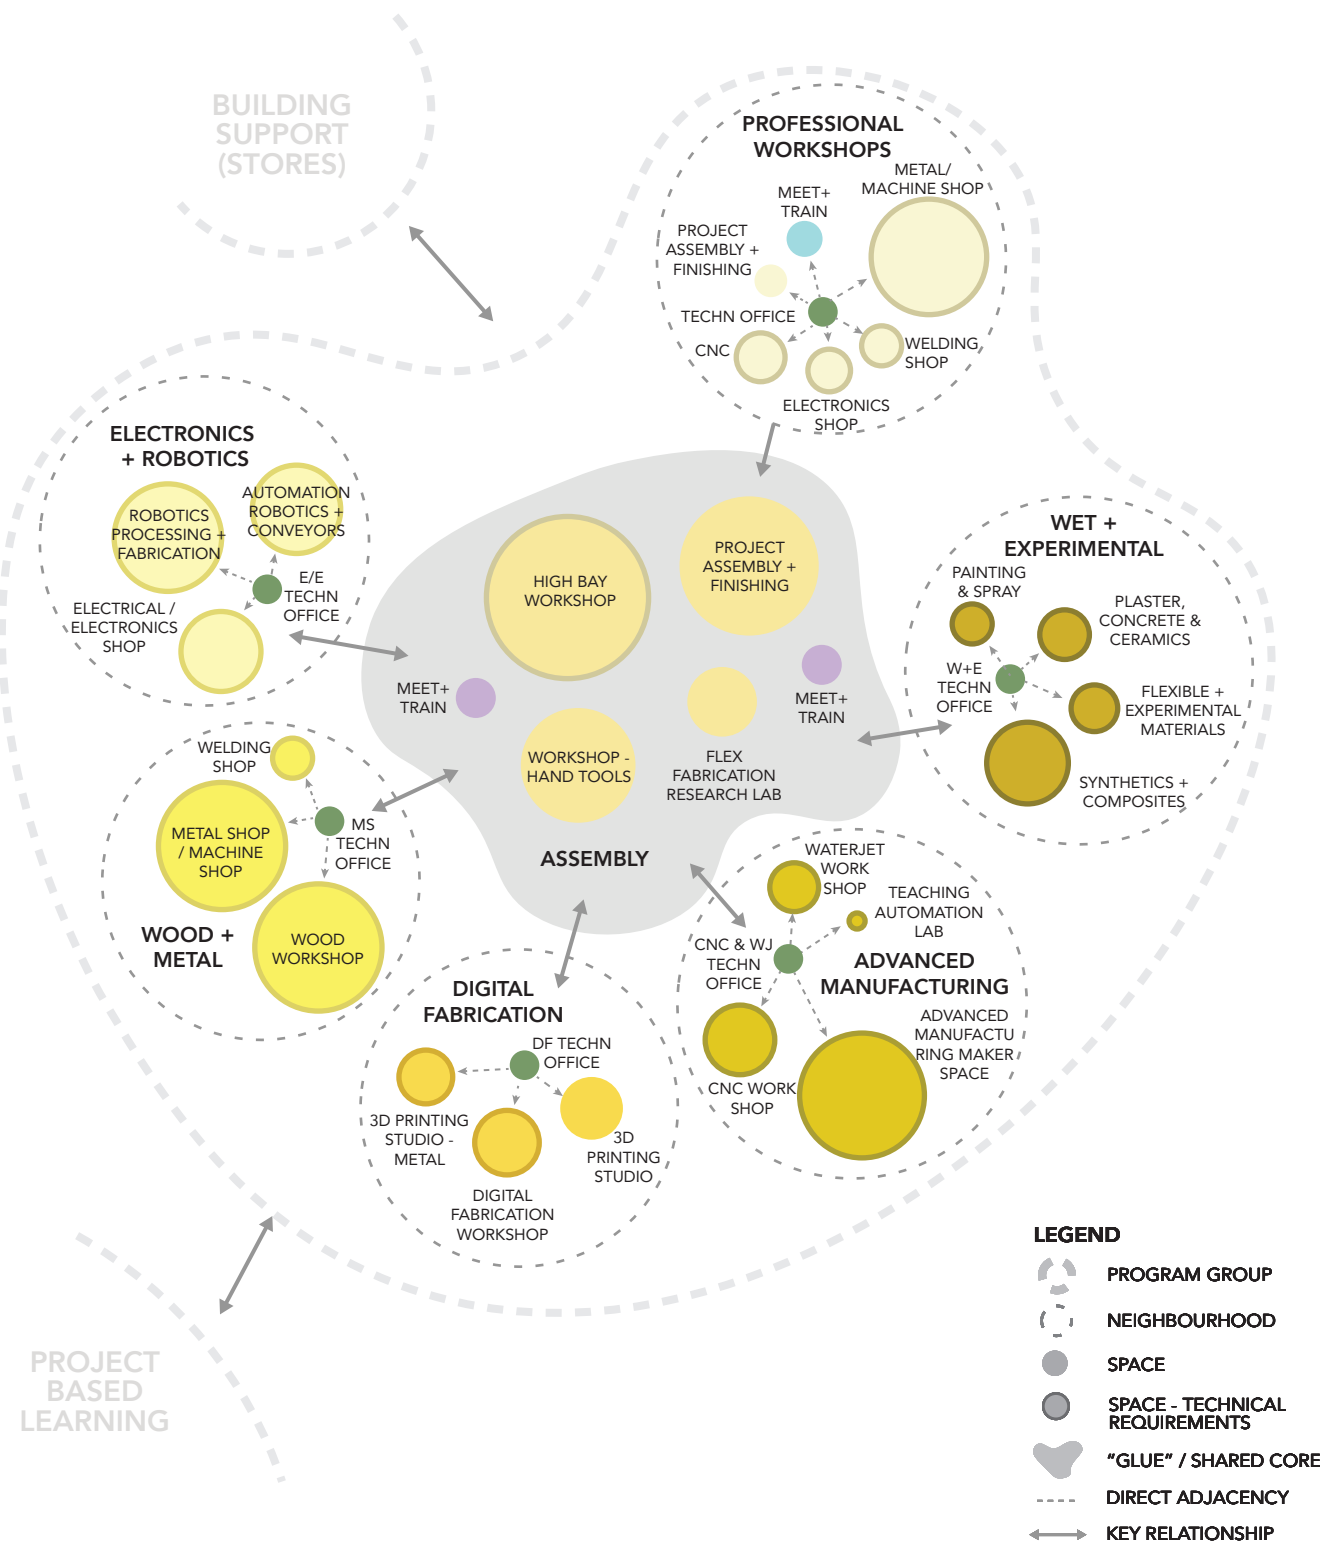 BUILDING
SUPPORT
(STORES)
PROFESSIONAL
WORKSHOPS
METAL/
MACHINE SHOP
MEET+
TRAIN
PROJECT
ASSEMBLY +
FINISHING
TECHN OFFICE
CNC
WELDING
SHOP
ELECTRONICS
SHOP
ELECTRONICS
+ ROBOTICS
AUTOMATION
ROBOTICS +
CONVEYORS
ROBOTICS
PROCESSING +
FABRICATION
E/E
TECHN
OFFICE
ELECTRICAL /
ELECTRONICS
SHOP
HIGH BAY
WORKSHOP
PROJECT
ASSEMBLY +
FINISHING
MEET+
TRAIN
MEET+
TRAIN
WORKSHOP -
HAND TOOLS
FLEX
FABRICATION
RESEARCH LAB
ASSEMBLY
WET +
EXPERIMENTAL
PAINTING
& SPRAY
PLASTER,
CONCRETE &
CERAMICS
W+E
TECHN
OFFICE
FLEXIBLE +
EXPERIMENTAL
MATERIALS
SYNTHETICS +
COMPOSITES
WELDING
SHOP
METAL SHOP
/ MACHINE
SHOP
MS
TECHN
OFFICE
WOOD +
METAL
WOOD
WORKSHOP
WATERJET
WORK
SHOP
TEACHING
AUTOMATION
LAB
CNC & WJ
TECHN
OFFICE
ADVANCED
MANUFACTURING
ADVANCED
MANUFACTU
RING MAKER
SPACE
CNC WORK
SHOP
DIGITAL
FABRICATION
DF TECHN
OFFICE
3D PRINTING
STUDIO -
METAL
3D
PRINTING
STUDIO
DIGITAL
FABRICATION
WORKSHOP
PROJECT
BASED
LEARNING
LEGEND
PROGRAM GROUP
NEIGHBOURHOOD
SPACE
SPACE - TECHNICAL
REQUIREMENTS
“GLUE” / SHARED CORE
DIRECT ADJACENCY
KEY RELATIONSHIP